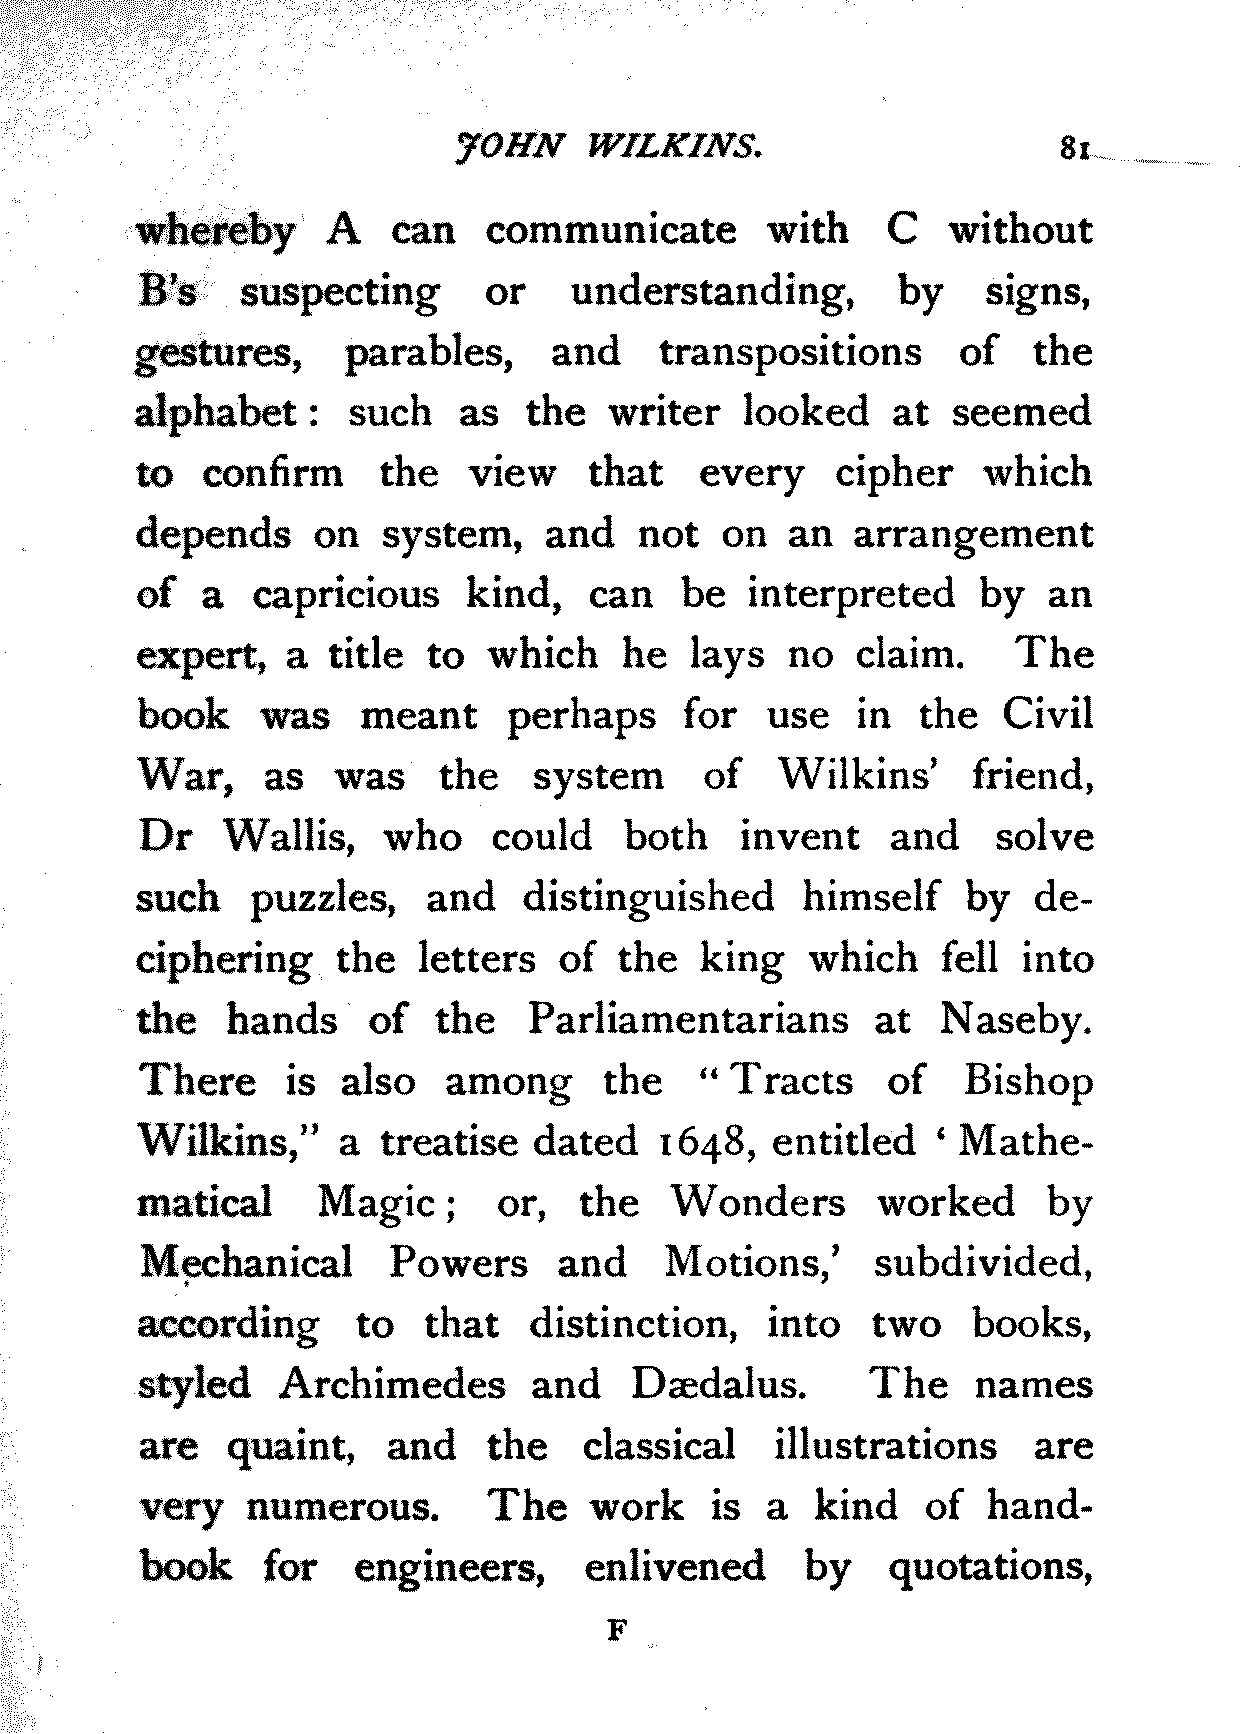 JOHN WILKINS. 81
whereby A can communicate with C without
B's suspecting or understanding, by signs,
gestures, parables, and transpositions of the
alphabet: such as the writer looked at seemed
to confirm the view that every cipher which
depends on system, and not on an arrangement
of a capricious kind, can be interpreted by an
expert, a title to which he lays no claim. The
book was meant perhaps for use in the Civil
War, as was the system of Wilkins' friend,
Dr Wallis, who could both invent and solve
such puzzles, and distinguished himself by de-
ciphering the letters of the king which fell into
the hands of the Parliamentarians at Naseby.
There is also among the "Tracts of Bishop
Wilkins," a treatise dated 1648, entitled 'Mathe-
matical Magic; or, the Wonders worked by
Mechanical Powers and Motions,' subdivided,
according to that distinction, into two books,
styled Archimedes and Dædalus. The names
are quaint, and the classical illustrations are
very numerous. The work is a kind of hand-
book for engineers, enlivened by quotations,
F